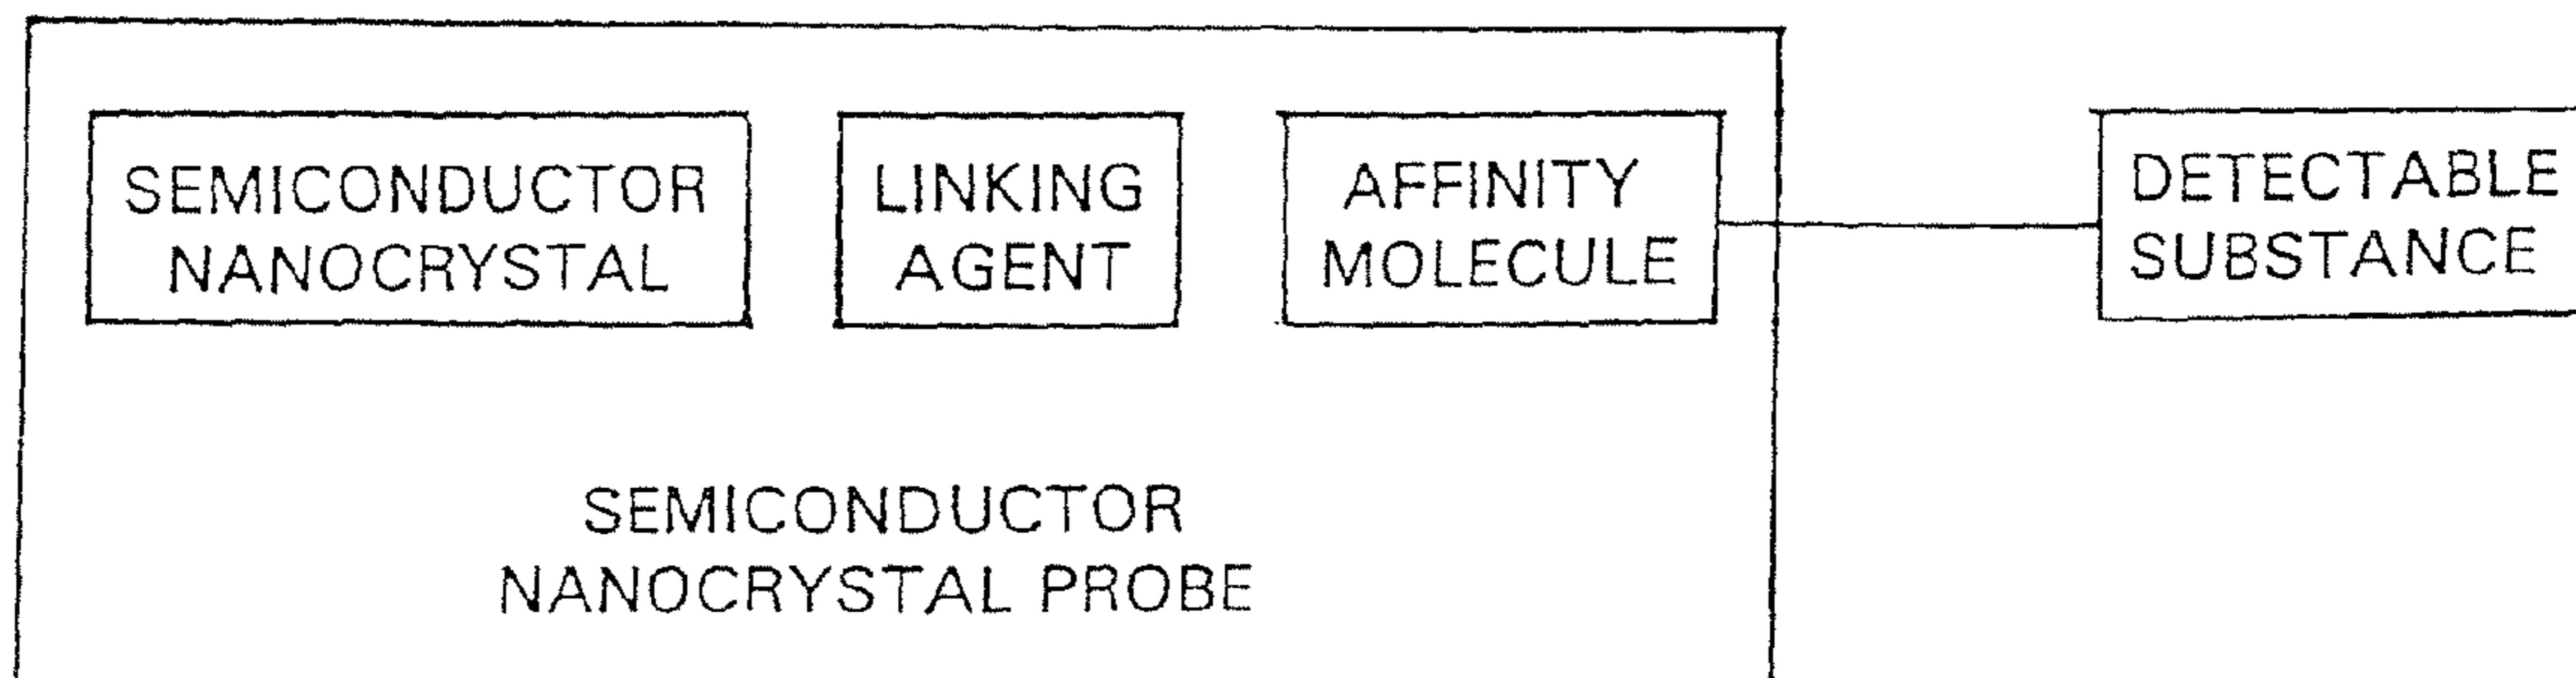 SEMICONDUCTOR
NANOCRYSTAL
LINKING
AGENT
AFFINITY
MOLECULE
DETECTABLE
SUBSTANCE
SEMICONDUCTOR
NANOCRYSTAL PROBE